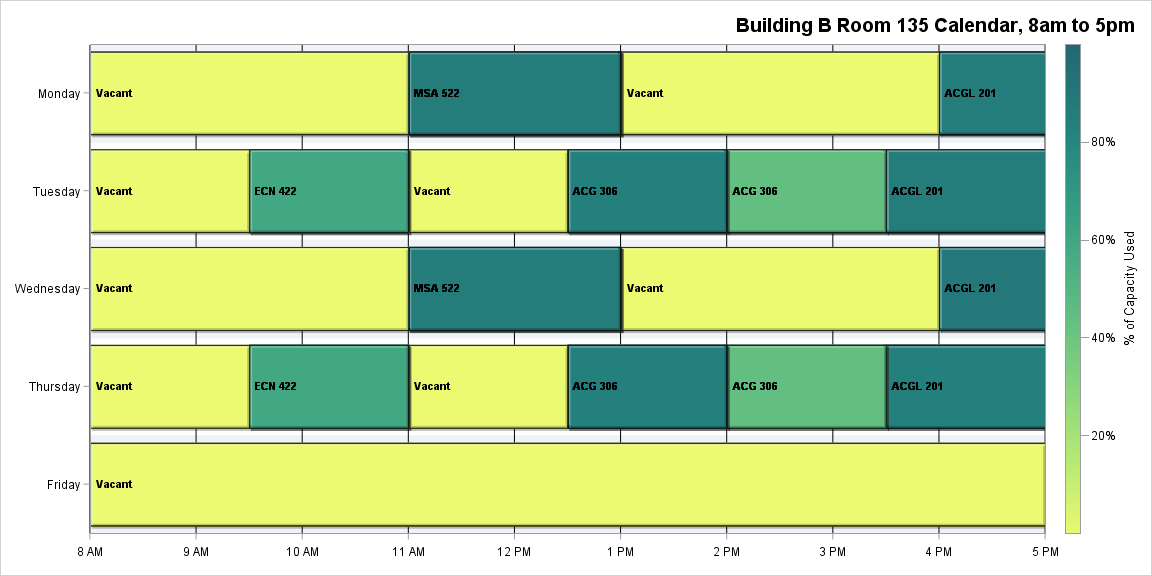 Building B Room 135 Calendar, 8am to 5pm
Monday
Vacant
MSA 522
Vacant
ACGL 201
Tuesday
Vacant
ECN 422
Vacant
ACG 306
ACG 306
ACGL 201
Wednesday
Vacant
MSA 522
Vacant
ACGL 201
Thursday
Vacant
ECN 422
Vacant
ACG 306
ACG 306
ACGL 201
Friday
Vacant
8 AM
9 AM
10 AM
11 AM
12 PM
1 PM
2 PM
3 PM
4 PM
5 PM
80%
60%
40%
20%
% of Capacity Used